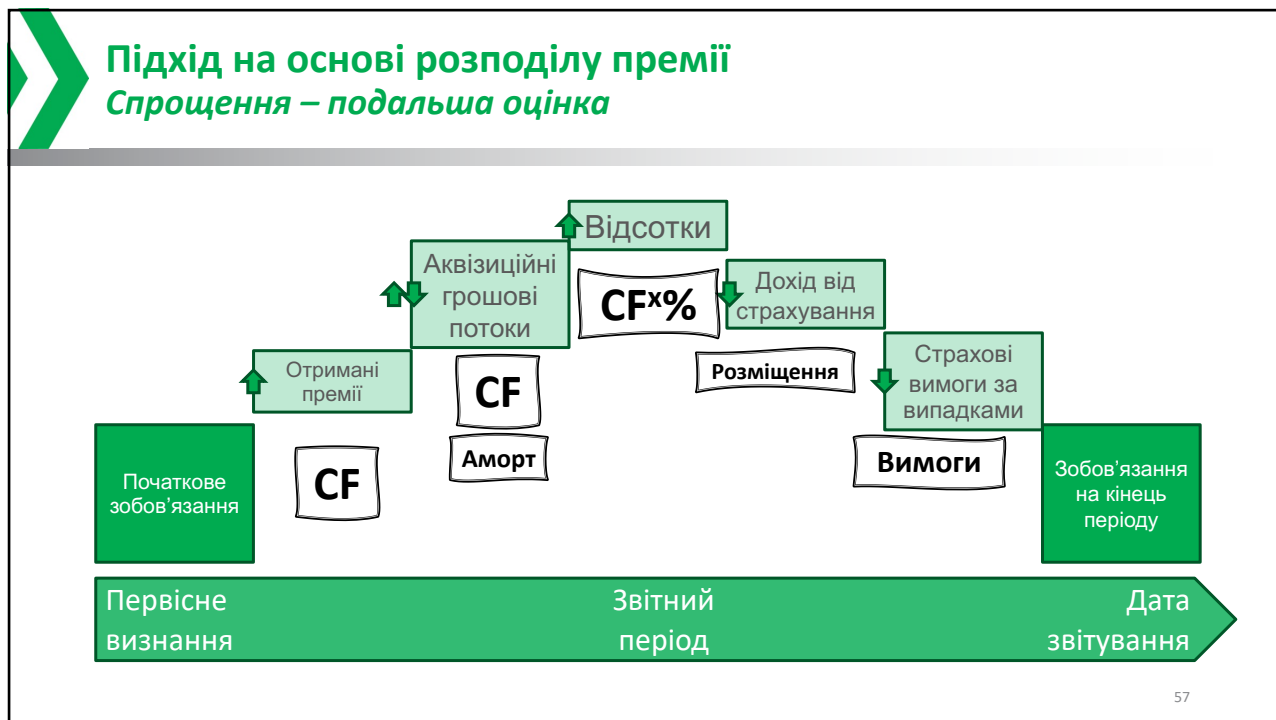 Підхід на основі розподілу премії
Спрощення – подальша оцінка
Відсотки
Аквізиційні
грошові
потоки
CFx%
Дохід від
страхування
Отримані
премії
CF
Розміщення
Страхові
вимоги за
випадками
Початкове
зобов’язання
CF
Аморт
Вимоги
Зобов’язання
на кінець
періоду
Первісне
визнання
Звітний
період
Дата
звітування
57